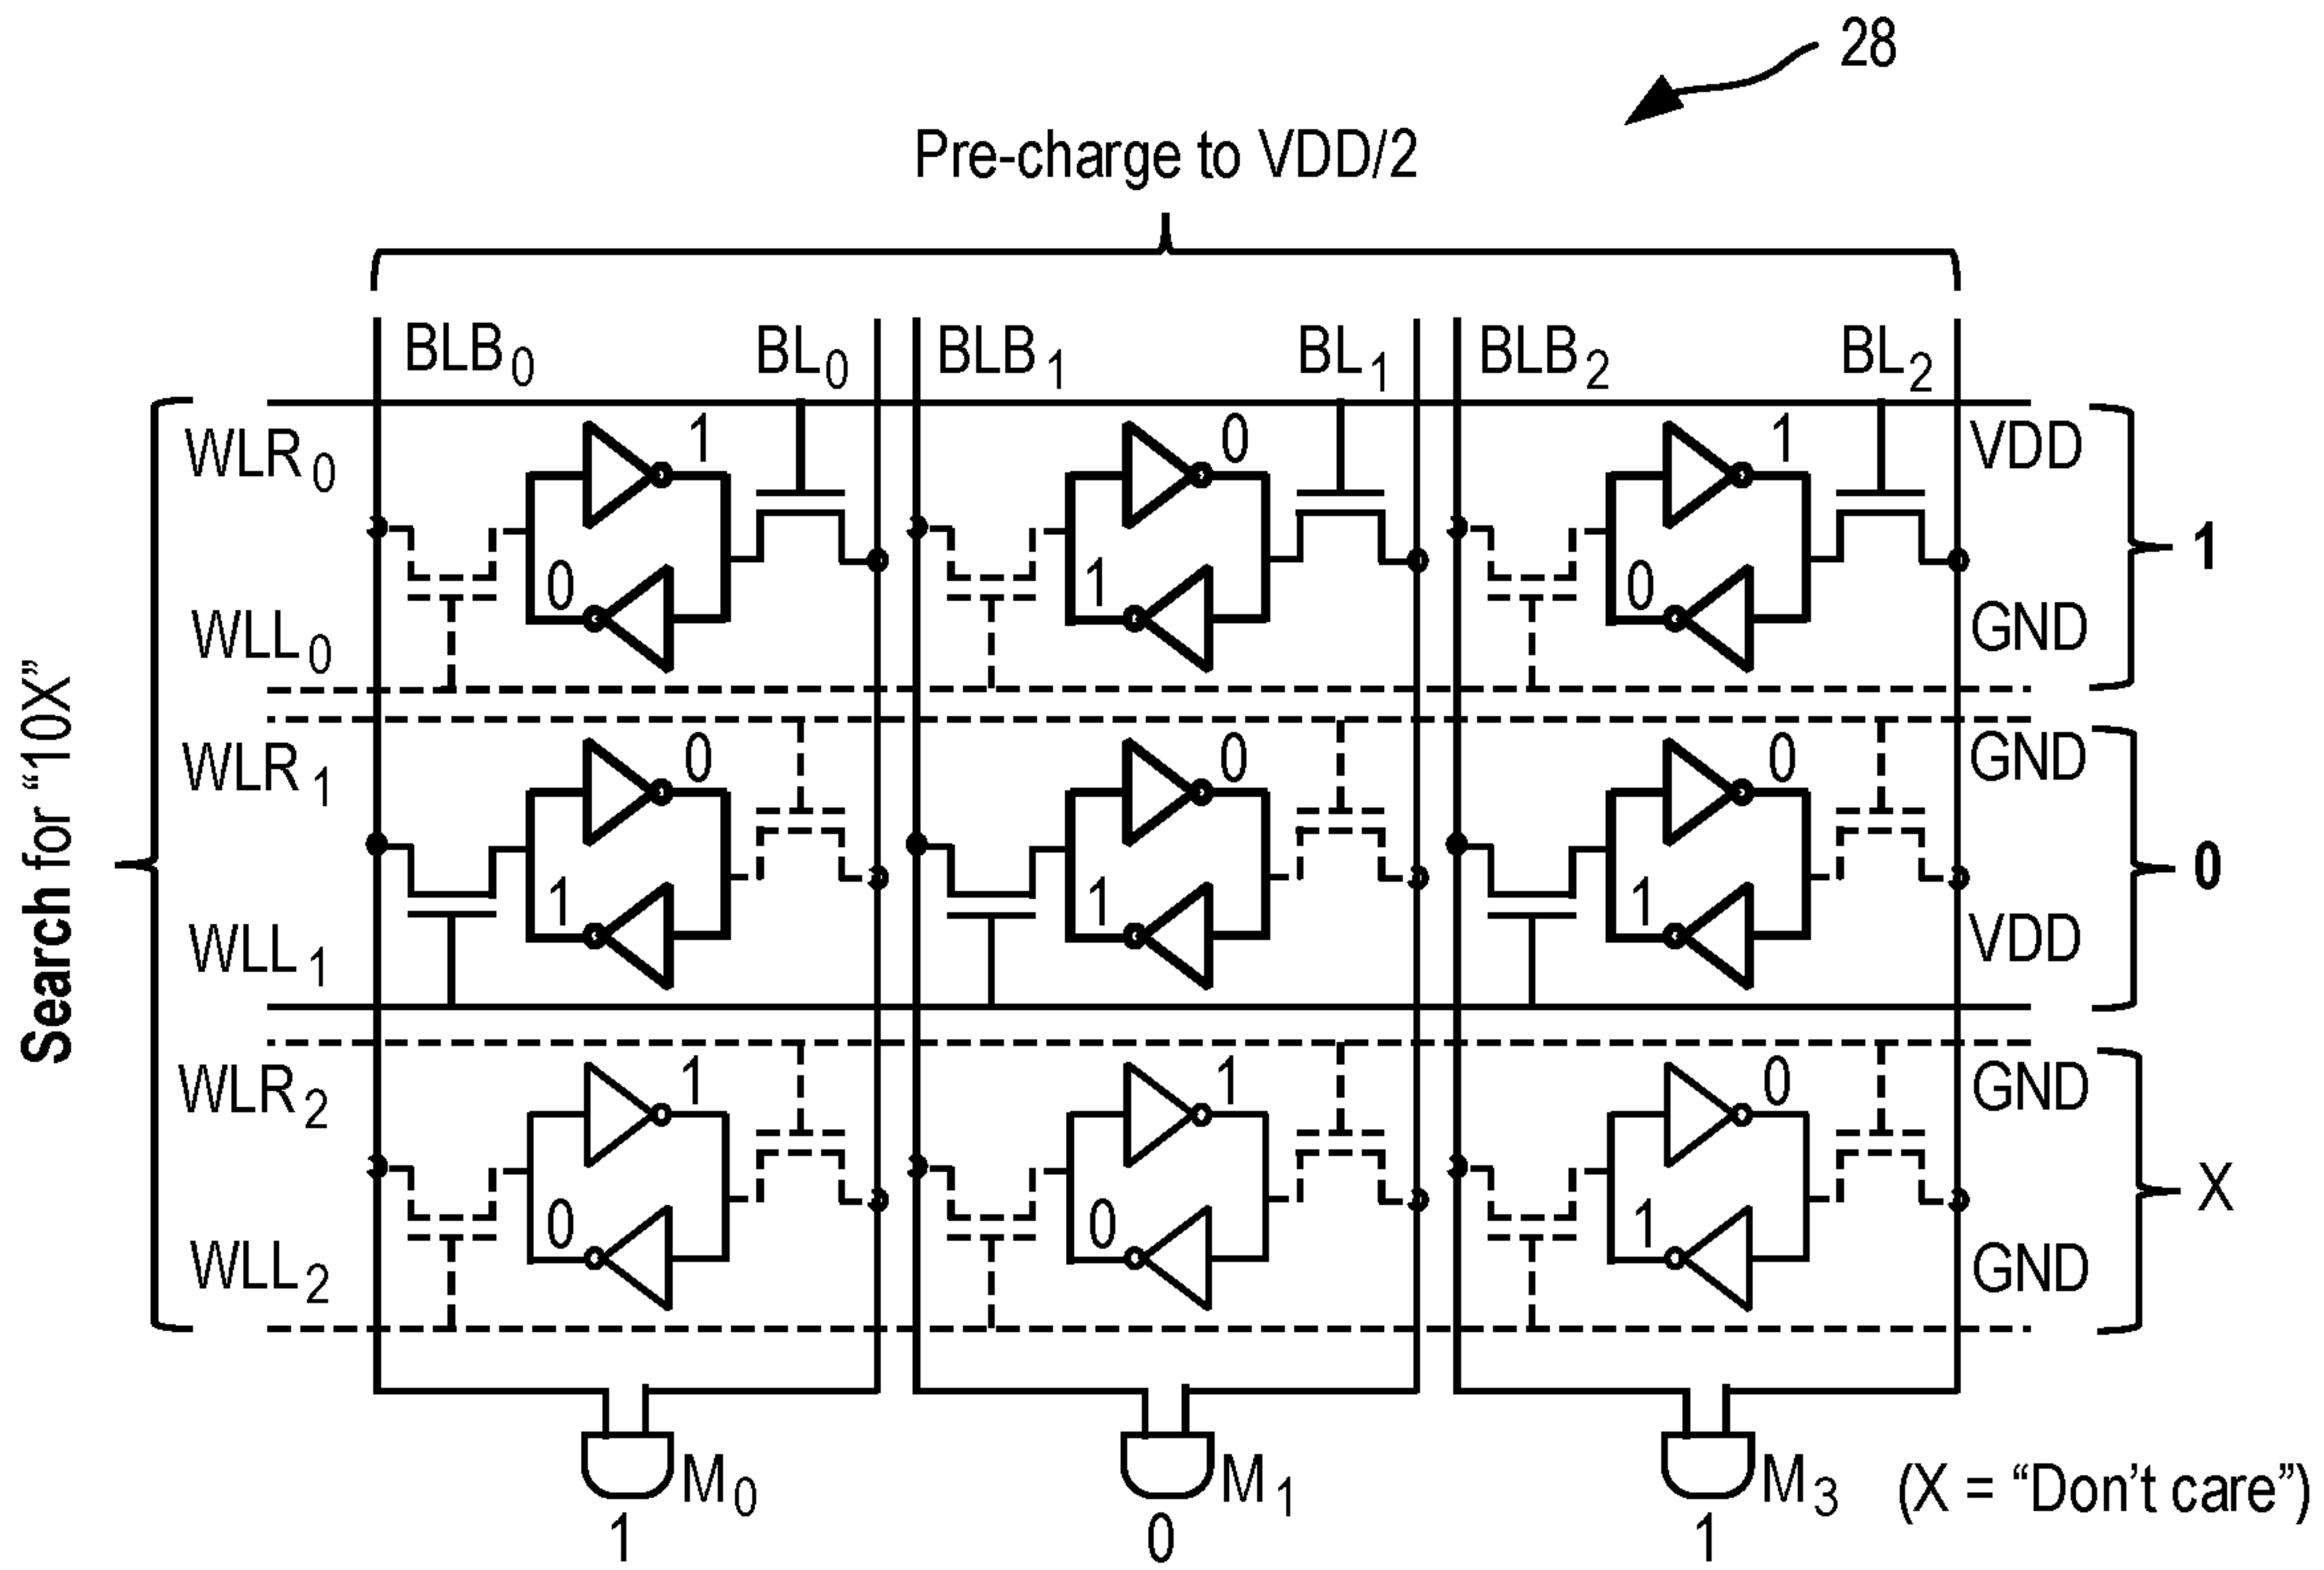 28
Pre-charge to VDD/2
BLB0 BL0 BLB1 BL1 BLB2 BL2
WLR0 1 0 1 VDD
1
0 1 0
WLL0 GND
Search for “10X”
WLR1 0 0 0 GND
0
1 1 1
WLL1 VDD
WLR2 1 1 0 GND
X
0 0 1
WLL2 GND
M0 M1 M3 (X = “Don’t care”)
1 0 1